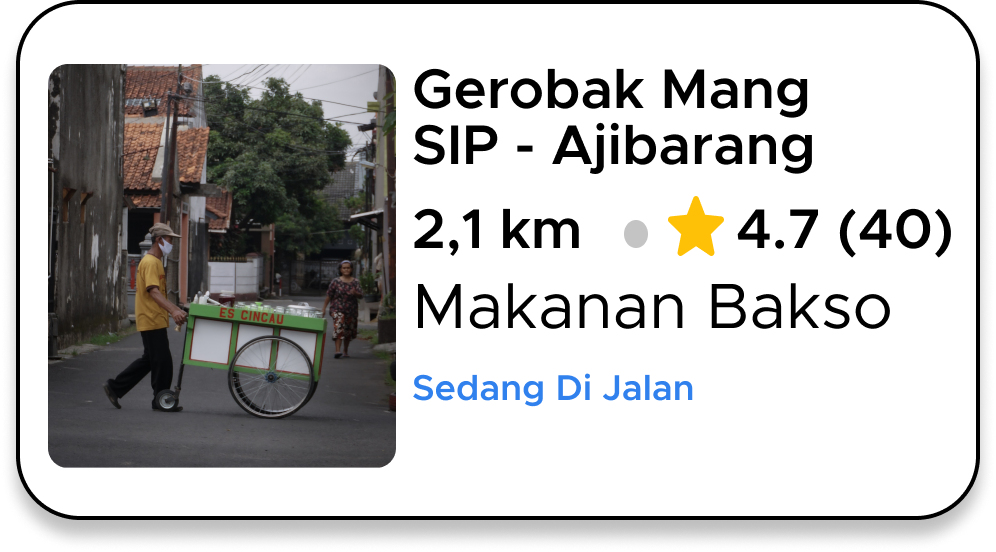 Gerobak Mang
SIP - Ajibarang
2,1 km 4.7 (40)
Makanan Bakso
Sedang Di Jalan
ES CINCAU